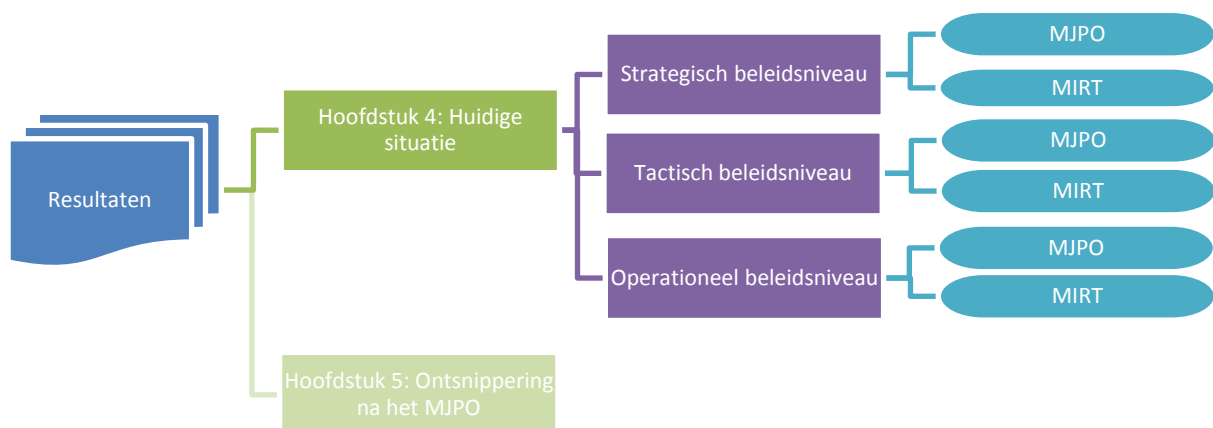 Resultaten
Hoofdstuk 4: Huidige
situatie
Strategisch beleidsniveau
MJPO
MIRT
Tactisch beleidsniveau
MJPO
MIRT
Operationeel beleidsniveau
MJPO
MIRT
Hoofdstuk 5: Ontsnippering
na het MJPO